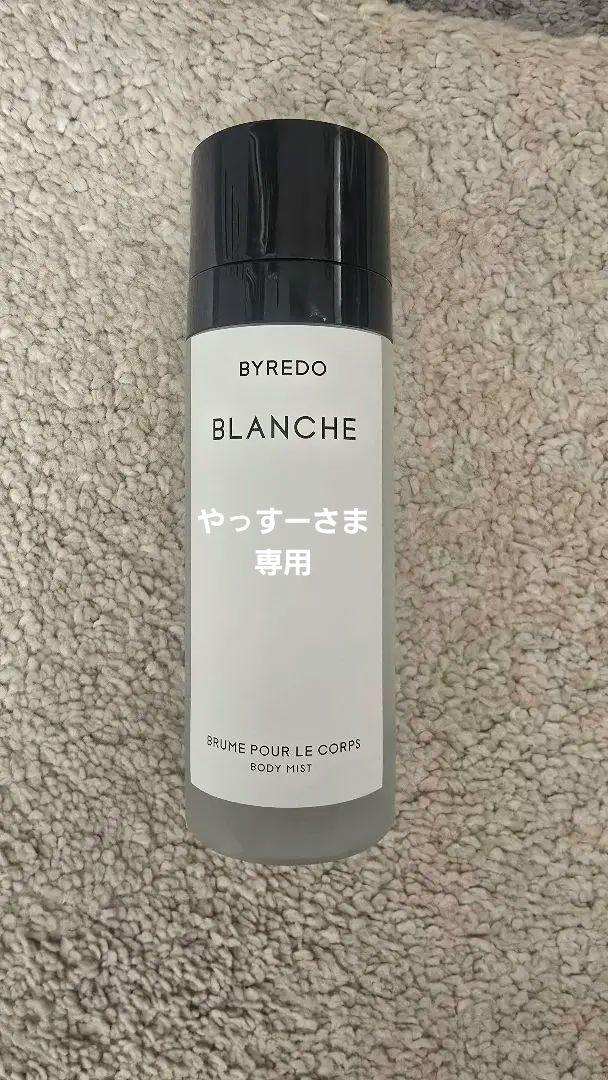 BYREDO
BLANCHE
やっすーさま
専用
BRUME POUR LE CORPS
BODY MIST